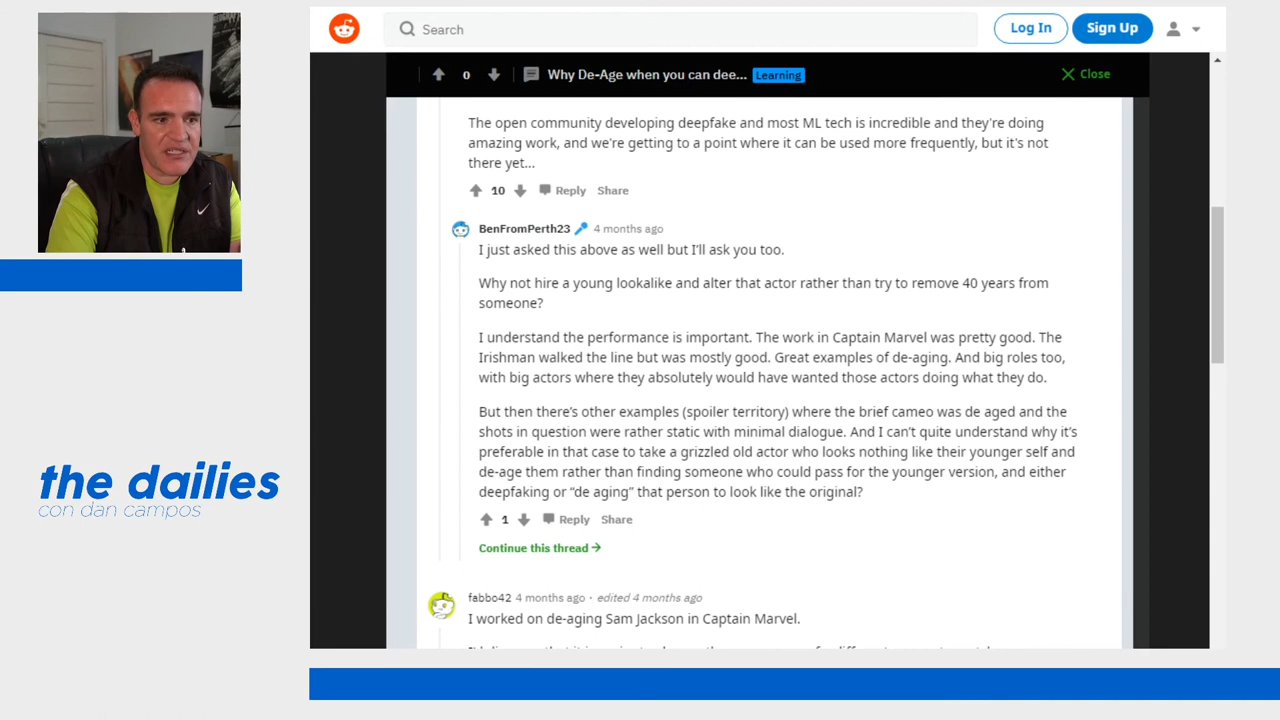 Search
Log In
Sign Up
0
Why De-Age when you can dee...
Learning
Close
The open community developing deepfake and most ML tech is incredible and they're doing
amazing work, and we're getting to a point where it can be used more frequently, but it's not
there yet...
10 Reply Share
BenFromPerth23 4 months ago
I just asked this above as well but I'll ask you too.
Why not hire a young lookalike and alter that actor rather than try to remove 40 years from
someone?
I understand the performance is important. The work in Captain Marvel was pretty good. The
Irishman walked the line but was mostly good. Great examples of de-aging. And big roles too,
with big actors where they absolutely would have wanted those actors doing what they do.
But then there's other examples (spoiler territory) where the brief cameo was de aged and the
shots in question were rather static with minimal dialogue. And I can't quite understand why it's
preferable in that case to take a grizzled old actor who looks nothing like their younger self and
de-age them rather than finding someone who could pass for the younger version, and either
deepfaking or “de aging” that person to look like the original?
1 Reply Share
Continue this thread
fabbo42 4 months ago · edited 4 months ago
I worked on de-aging Sam Jackson in Captain Marvel.
the dailies
con dan campos